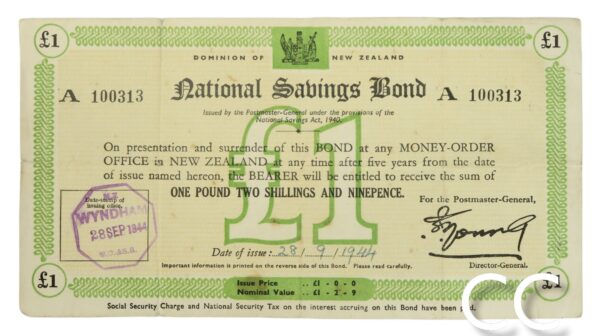 £1 £1
DOMINION OF NEW ZEALAND
National Savings Bond
A 100313 A 100313
Issued by the Postmaster-General under the provisions of the
National Savings Act, 1940.
£1
On presentation and surrender of this BOND at any MONEY-ORDER
OFFICE in NEW ZEALAND at any time after five years from the date
of issue named hereon, the BEARER will be entitled to receive the sum of
ONE POUND TWO SHILLINGS AND NINEPENCE.
Date-stamp of
issuing office.
N.Z.
WYNDHAM
28 SEP 1944
For the Postmaster-General,
Date of issue: 28/9/1944
Director-General.
Important information is printed on the reverse side of this Bond. Please read carefully.
£1 £1
Issue Price .. £1 - 0 - 0
Nominal Value .. £1 - 2 - 9
Social Security Charge and National Security Tax on the interest accruing on this Bond have been paid.
CC